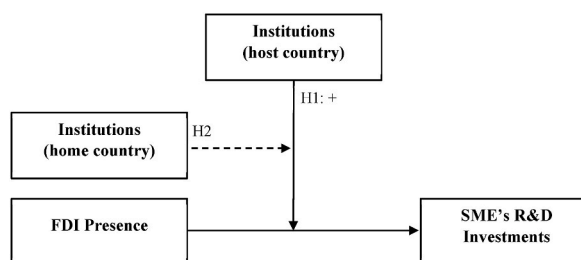 Institutions
(host country)
H1: +
Institutions
(home country)
H2
FDI Presence
SME's R&D
Investments